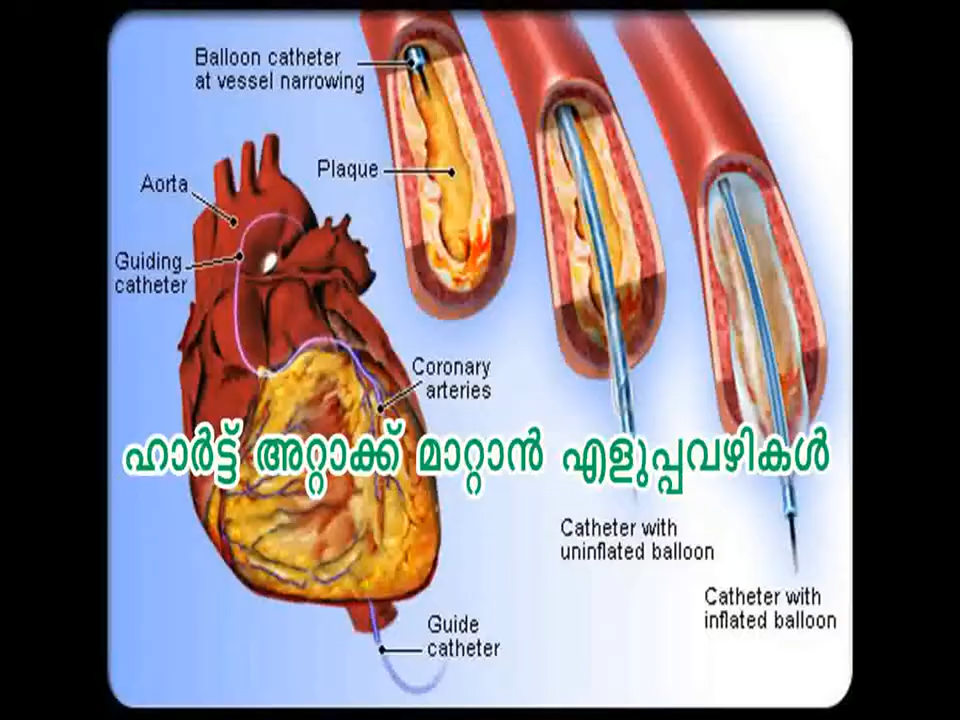 Balloon catheter
at vessel narrowing
Plaque
Aorta
Guiding
catheter
Coronary
arteries
ഹാർട്ട് അറ്റാക്ക് മാറ്റാൻ എളുപ്പവഴികൾ
Catheter with
uninflated balloon
Catheter with
inflated balloon
Guide
catheter